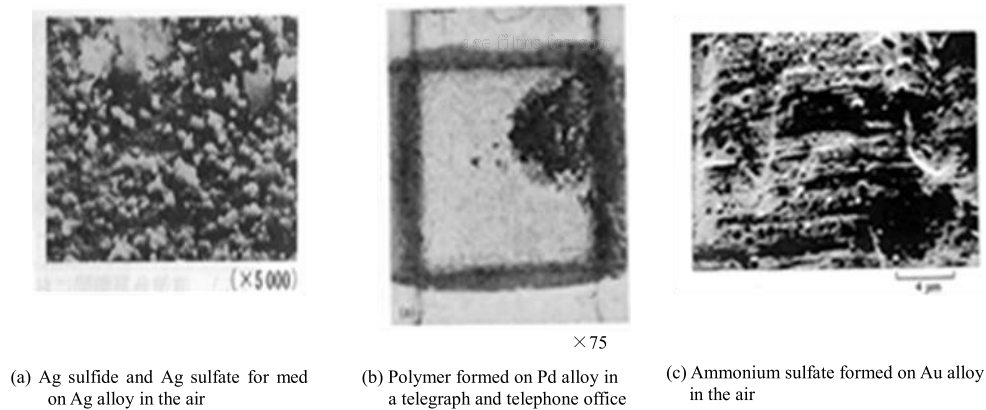 (×5000)
4 μm
×75
(a) Ag sulfide and Ag sulfate for med
on Ag alloy in the air
(b) Polymer formed on Pd alloy in
a telegraph and telephone office
(c) Ammonium sulfate formed on Au alloy
in the air